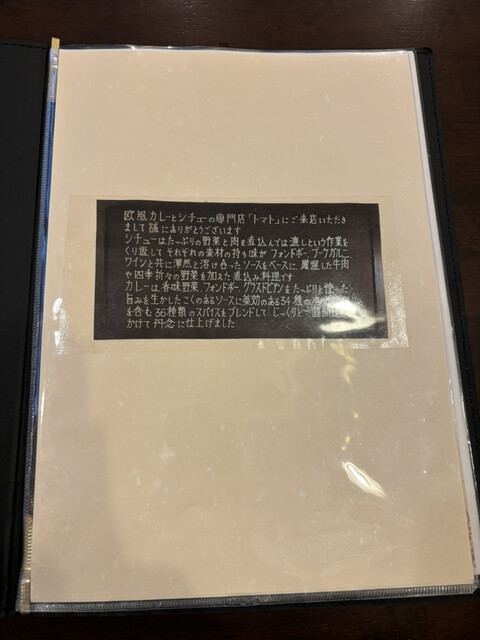 欧風カレーとシチューの専門店「トマト」にご来店いただき
まして誠にありがとうございます
シチューはたっぷりの野菜と肉を煮込んでは漉しという作業を
くり返して それぞれの素材の持ち味が フォンドボー ブーケガルニ
ワインと共に渾然と溶け合ったソースをベースに、厳選した牛肉
や四季折々の野菜を加えた煮込み料理です
カレーは香味野菜 フォンドボー グラスドビアンをたっぷりと使った
旨みを生かしたこくのあるソースに薬効のある34種の
を含む36種類のスパイスをブレンドして じっくりと一週間
かけて丹念に仕上げました